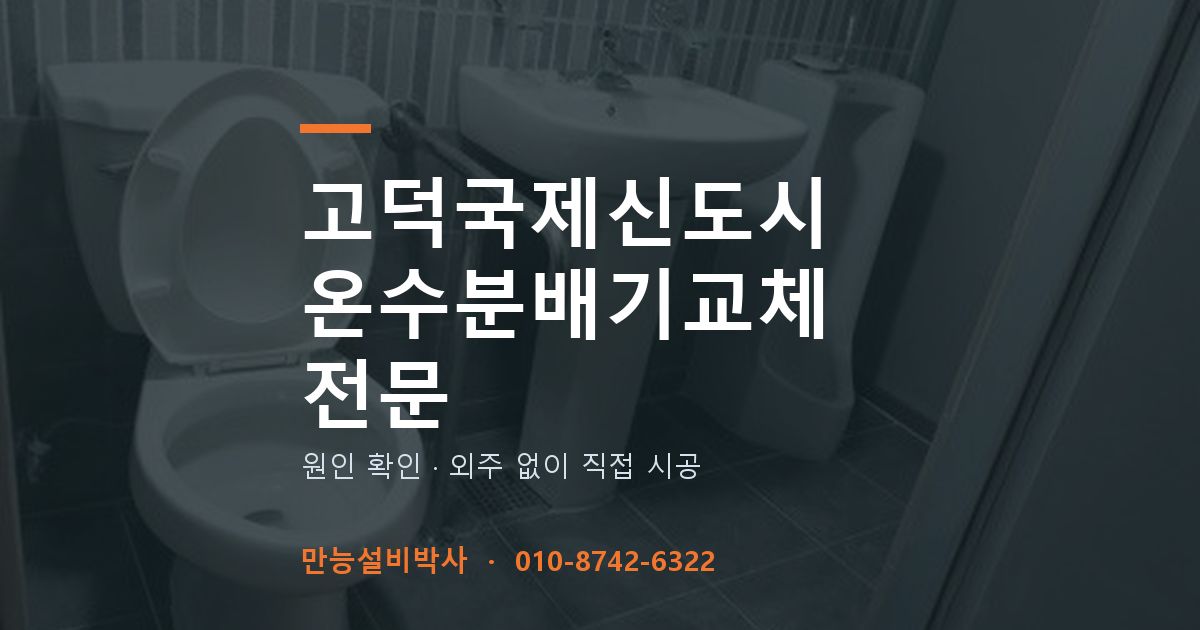 고덕국제신도시
온수분배기교체
전문
원인 확인 · 외주 없이 직접 시공
만능설비박사 · 010-8742-6322